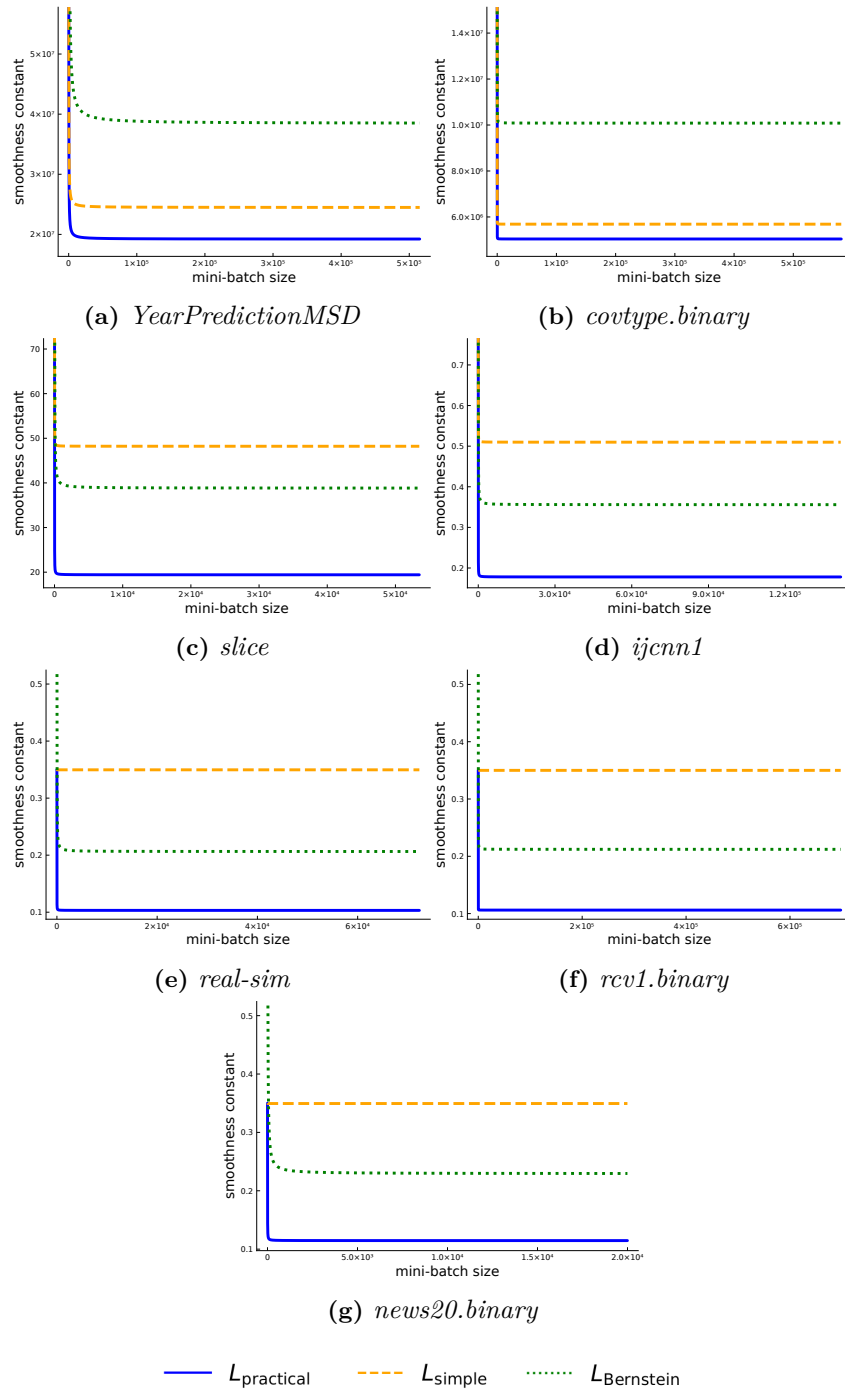 smoothness constant
5×10⁷
4×10⁷
3×10⁷
2×10⁷
0 1×10⁵ 2×10⁵ 3×10⁵ 4×10⁵ 5×10⁵
mini-batch size
(a) YearPredictionMSD
smoothness constant
1.4×10⁷
1.2×10⁷
1.0×10⁷
8.0×10⁶
6.0×10⁶
0 1×10⁵ 2×10⁵ 3×10⁵ 4×10⁵ 5×10⁵
mini-batch size
(b) covtype.binary
smoothness constant
70
60
50
40
30
20
0 1×10⁴ 2×10⁴ 3×10⁴ 4×10⁴ 5×10⁴
mini-batch size
(c) slice
smoothness constant
0.7
0.6
0.5
0.4
0.3
0.2
0 3.0×10⁴ 6.0×10⁴ 9.0×10⁴ 1.2×10⁵
mini-batch size
(d) ijcnn1
smoothness constant
0.5
0.4
0.3
0.2
0.1
0 2×10⁴ 4×10⁴ 6×10⁴
mini-batch size
(e) real-sim
smoothness constant
0.5
0.4
0.3
0.2
0.1
0 2×10⁵ 4×10⁵ 6×10⁵
mini-batch size
(f) rcv1.binary
smoothness constant
0.5
0.4
0.3
0.2
0.1
0 5.0×10³ 1.0×10⁴ 1.5×10⁴ 2.0×10⁴
mini-batch size
(g) news20.binary
L practical L simple L Bernstein